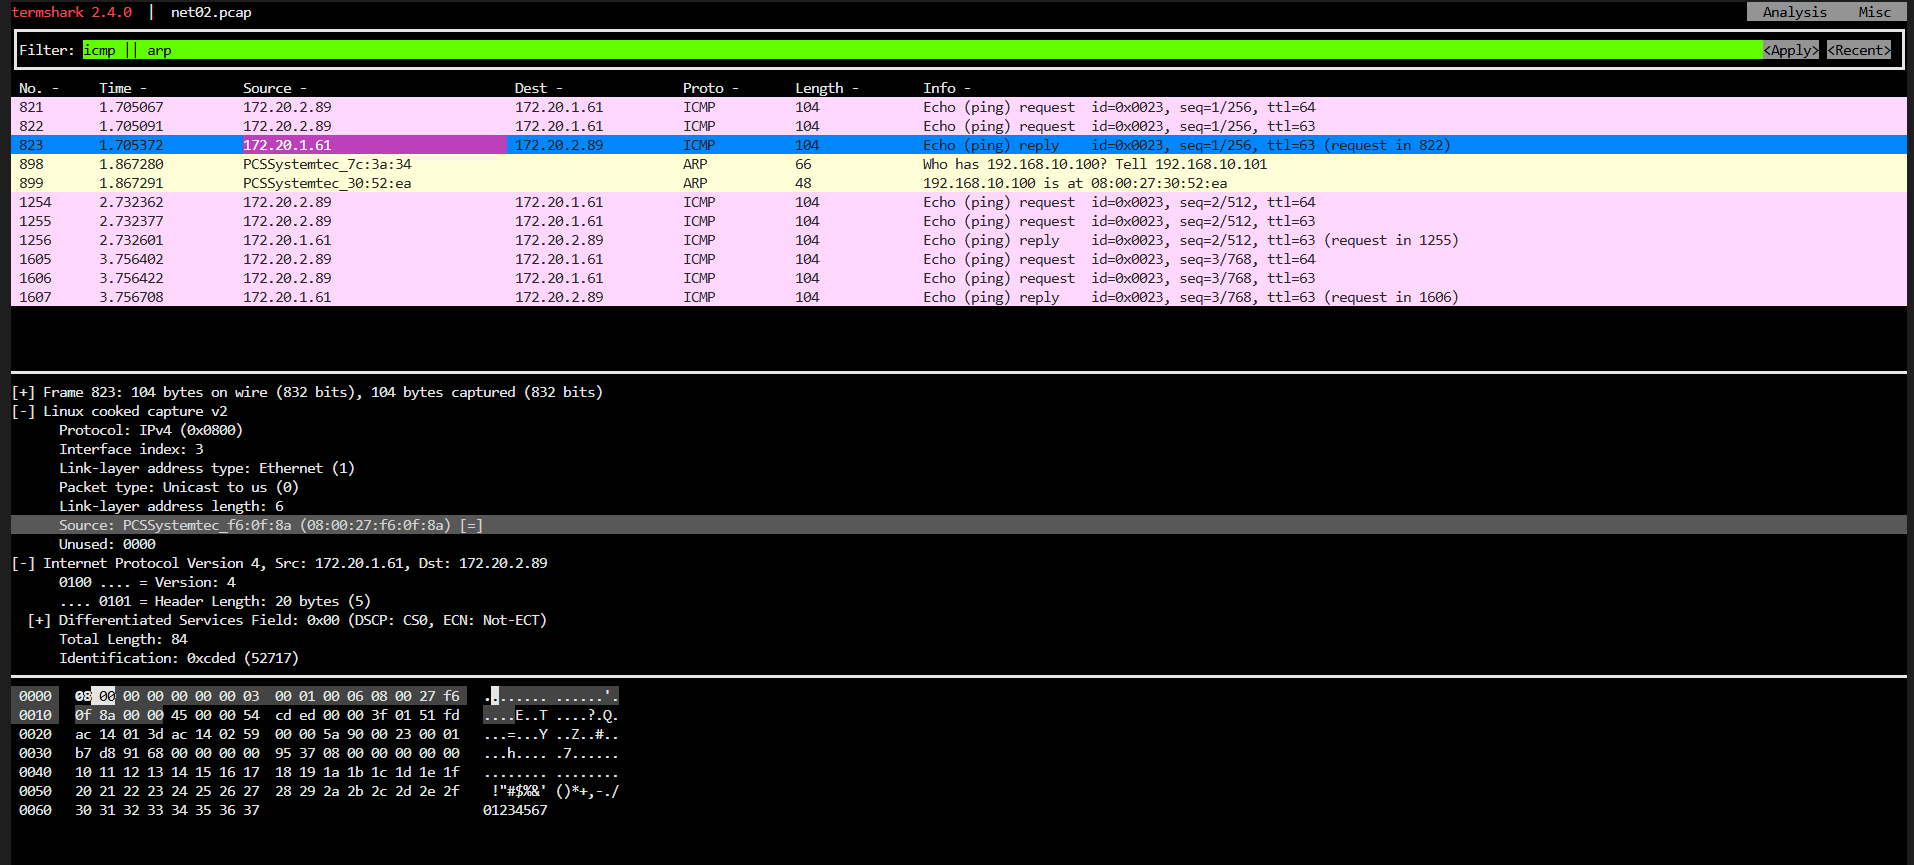 termshark 2.4.0 | net02.pcap Analysis Misc
Filter: icmp || arp <Apply> <Recent>
No. - Time - Source - Dest - Proto - Length - Info -
821 1.705067 172.20.2.89 172.20.1.61 ICMP 104 Echo (ping) request id=0x0023, seq=1/256, ttl=64
822 1.705091 172.20.2.89 172.20.1.61 ICMP 104 Echo (ping) request id=0x0023, seq=1/256, ttl=63
823 1.705372 172.20.1.61 172.20.2.89 ICMP 104 Echo (ping) reply id=0x0023, seq=1/256, ttl=63 (request in 822)
898 1.867280 PCSSystemtec_7c:3a:34 ARP 66 Who has 192.168.10.100? Tell 192.168.10.101
899 1.867291 PCSSystemtec_30:52:ea ARP 48 192.168.10.100 is at 08:00:27:30:52:ea
1254 2.732362 172.20.2.89 172.20.1.61 ICMP 104 Echo (ping) request id=0x0023, seq=2/512, ttl=64
1255 2.732377 172.20.2.89 172.20.1.61 ICMP 104 Echo (ping) request id=0x0023, seq=2/512, ttl=63
1256 2.732601 172.20.1.61 172.20.2.89 ICMP 104 Echo (ping) reply id=0x0023, seq=2/512, ttl=63 (request in 1255)
1605 3.756402 172.20.2.89 172.20.1.61 ICMP 104 Echo (ping) request id=0x0023, seq=3/768, ttl=64
1606 3.756422 172.20.2.89 172.20.1.61 ICMP 104 Echo (ping) request id=0x0023, seq=3/768, ttl=63
1607 3.756708 172.20.1.61 172.20.2.89 ICMP 104 Echo (ping) reply id=0x0023, seq=3/768, ttl=63 (request in 1606)
[+] Frame 823: 104 bytes on wire (832 bits), 104 bytes captured (832 bits)
[-] Linux cooked capture v2
Protocol: IPv4 (0x0800)
Interface index: 3
Link-layer address type: Ethernet (1)
Packet type: Unicast to us (0)
Link-layer address length: 6
Source: PCSSystemtec_f6:0f:8a (08:00:27:f6:0f:8a) [=]
Unused: 0000
[-] Internet Protocol Version 4, Src: 172.20.1.61, Dst: 172.20.2.89
0100 .... = Version: 4
.... 0101 = Header Length: 20 bytes (5)
[+] Differentiated Services Field: 0x00 (DSCP: CS0, ECN: Not-ECT)
Total Length: 84
Identification: 0xcded (52717)
0000 08 00 00 00 00 00 00 03 00 01 00 06 08 00 27 f6 ........ ......'.
0010 0f 8a 00 00 45 00 00 54 cd ed 00 00 3f 01 51 fd ....E..T ....?.Q.
0020 ac 14 01 3d ac 14 02 59 00 00 5a 90 00 23 00 01 ...=...Y ..Z..#..
0030 b7 d8 91 68 00 00 00 00 95 37 08 00 00 00 00 00 ...h.... .7......
0040 10 11 12 13 14 15 16 17 18 19 1a 1b 1c 1d 1e 1f ........ ........
0050 20 21 22 23 24 25 26 27 28 29 2a 2b 2c 2d 2e 2f !"#$%&' ()*+,-./
0060 30 31 32 33 34 35 36 37 01234567